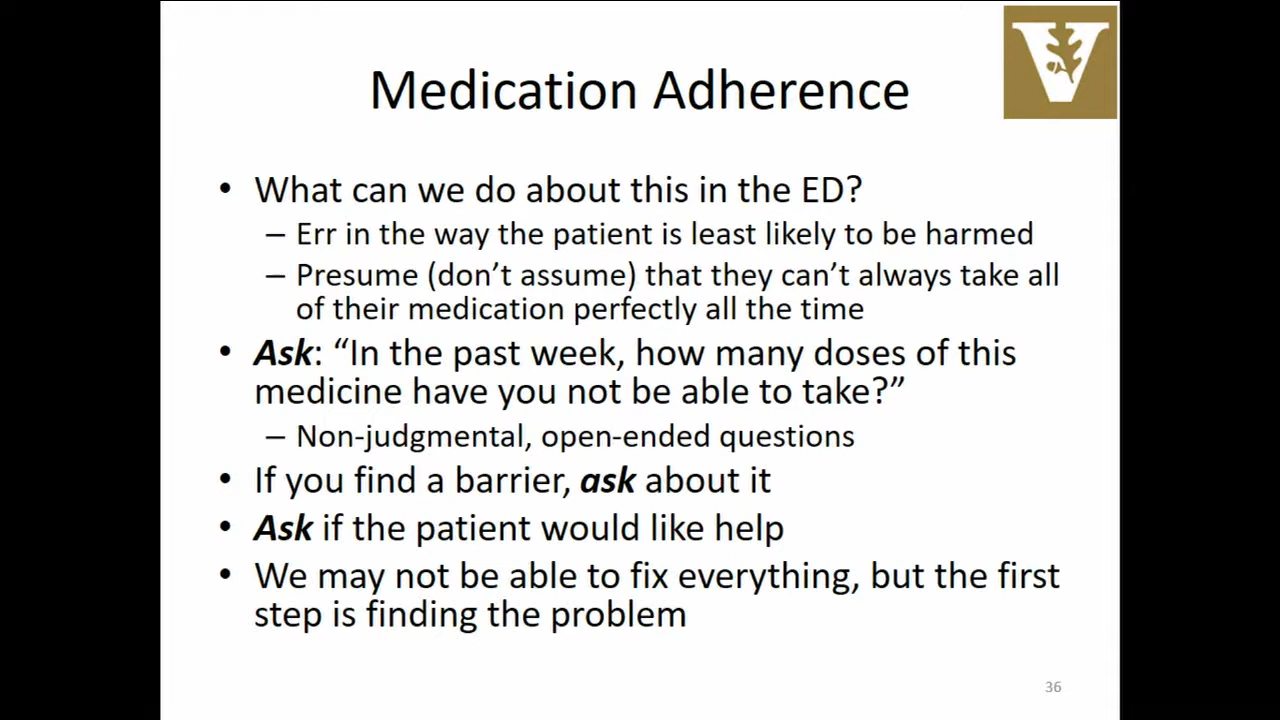 Medication Adherence
• What can we do about this in the ED?
– Err in the way the patient is least likely to be harmed
– Presume (don’t assume) that they can’t always take all
of their medication perfectly all the time
• Ask: “In the past week, how many doses of this
medicine have you not be able to take?”
– Non-judgmental, open-ended questions
• If you find a barrier, ask about it
• Ask if the patient would like help
• We may not be able to fix everything, but the first
step is finding the problem
36